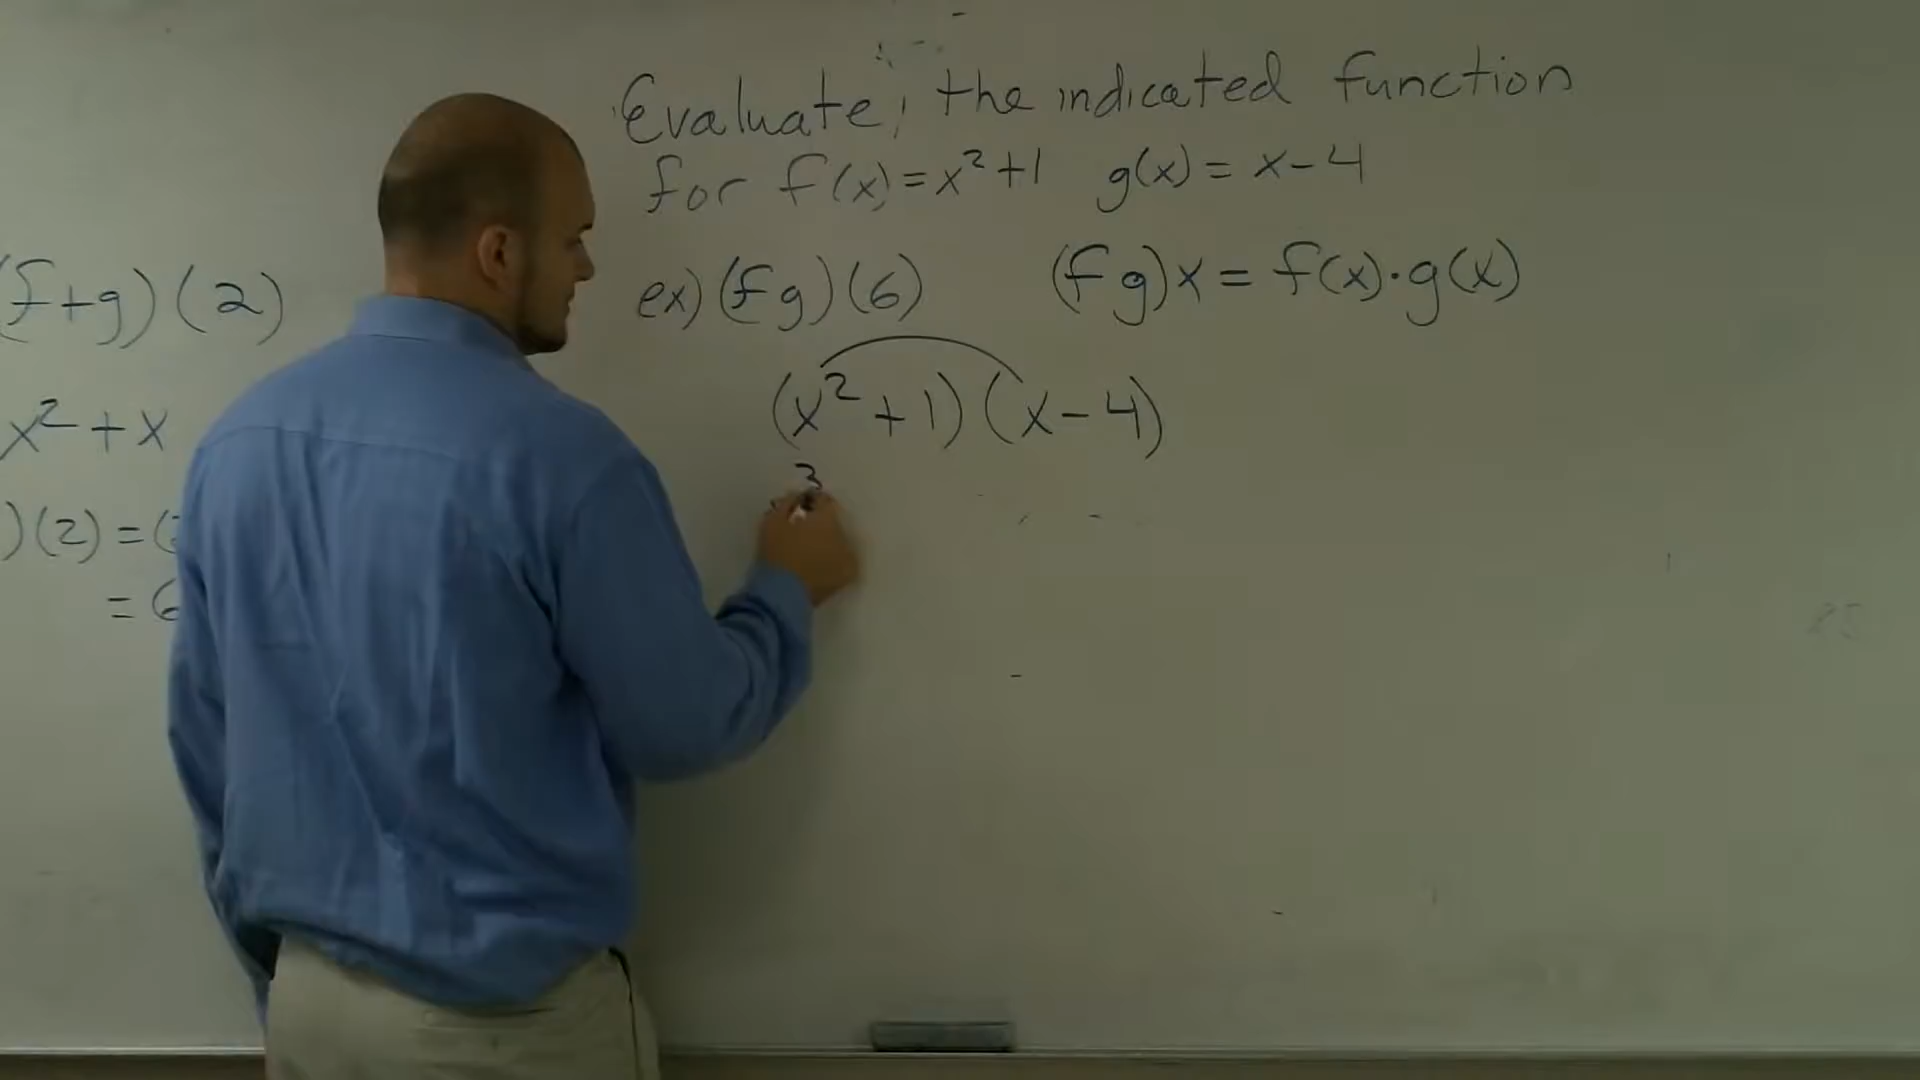 Evaluate, the indicated function
for f(x)=x²+1 g(x)=x-4
(f+g)(2)
ex) (fg)(6) (fg)x = f(x)·g(x)
x²+x
(x²+1)(x-4)
)(2)=(
3
= 6